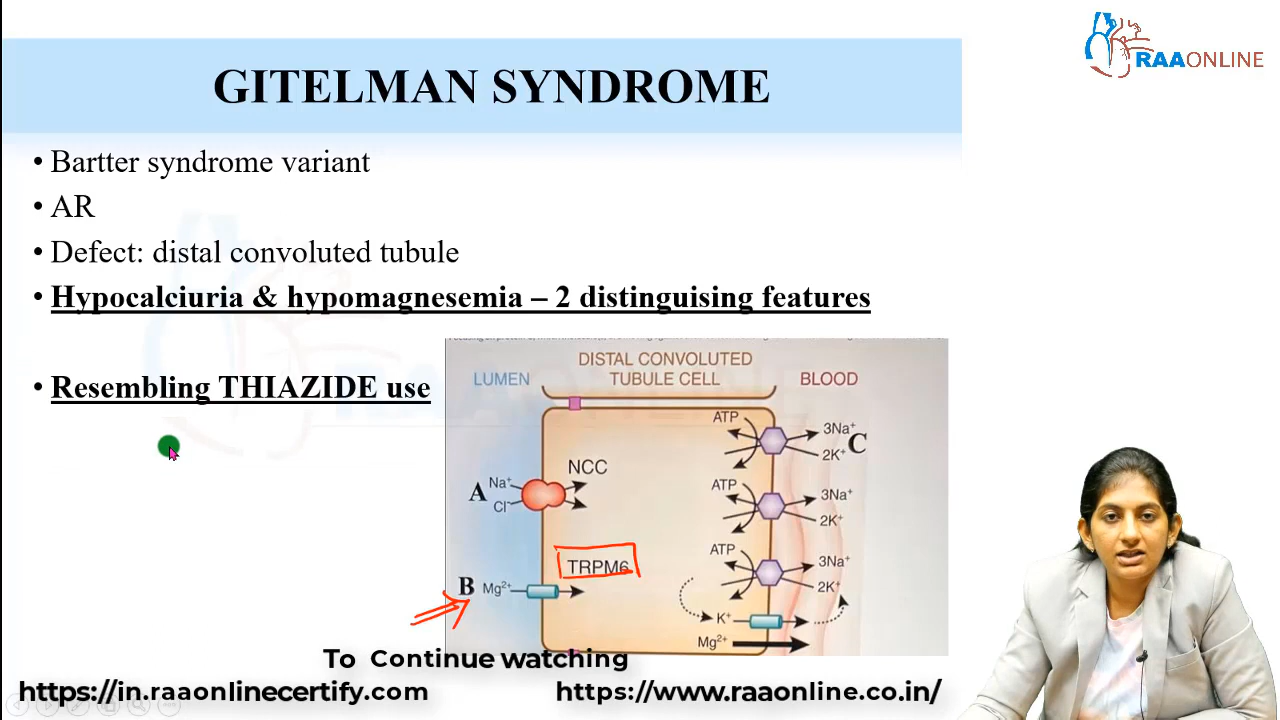 RAAONLINE
GITELMAN SYNDROME
• Bartter syndrome variant
• AR
• Defect: distal convoluted tubule
• Hypocalciuria & hypomagnesemia – 2 distinguising features
• Resembling THIAZIDE use
DISTAL CONVOLUTED
TUBULE CELL
LUMEN
BLOOD
ATP
3Na⁺
2K⁺
C
NCC
A
Na⁺
Cl⁻
ATP
3Na⁺
2K⁺
ATP
3Na⁺
2K⁺
TRPM6
B
Mg²⁺
K⁺
Mg²⁺
To Continue watching
https://in.raaonlinecertify.com
https://www.raaonline.co.in/